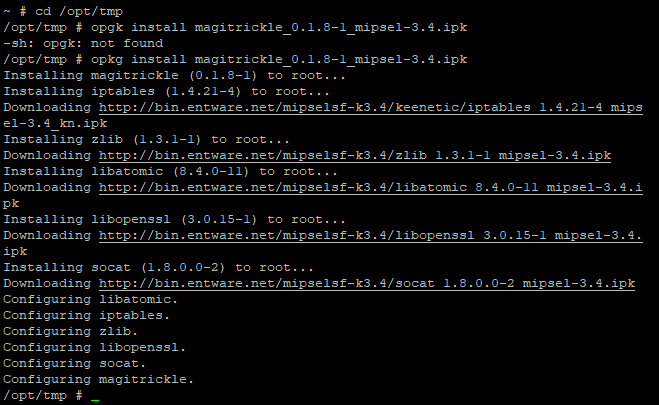 ~ # cd /opt/tmp
/opt/tmp # opgk install magitrickle_0.1.8-1_mipsel-3.4.ipk
-sh: opgk: not found
/opt/tmp # opkg install magitrickle_0.1.8-1_mipsel-3.4.ipk
Installing magitrickle (0.1.8-1) to root...
Installing iptables (1.4.21-4) to root...
Downloading http://bin.entware.net/mipselsf-k3.4/keenetic/iptables_1.4.21-4_mips
el-3.4_kn.ipk
Installing zlib (1.3.1-1) to root...
Downloading http://bin.entware.net/mipselsf-k3.4/zlib_1.3.1-1_mipsel-3.4.ipk
Installing libatomic (8.4.0-11) to root...
Downloading http://bin.entware.net/mipselsf-k3.4/libatomic_8.4.0-11_mipsel-3.4.i
pk
Installing libopenssl (3.0.15-1) to root...
Downloading http://bin.entware.net/mipselsf-k3.4/libopenssl_3.0.15-1_mipsel-3.4.
ipk
Installing socat (1.8.0.0-2) to root...
Downloading http://bin.entware.net/mipselsf-k3.4/socat_1.8.0.0-2_mipsel-3.4.ipk
Configuring libatomic.
Configuring iptables.
Configuring zlib.
Configuring libopenssl.
Configuring socat.
Configuring magitrickle.
/opt/tmp #